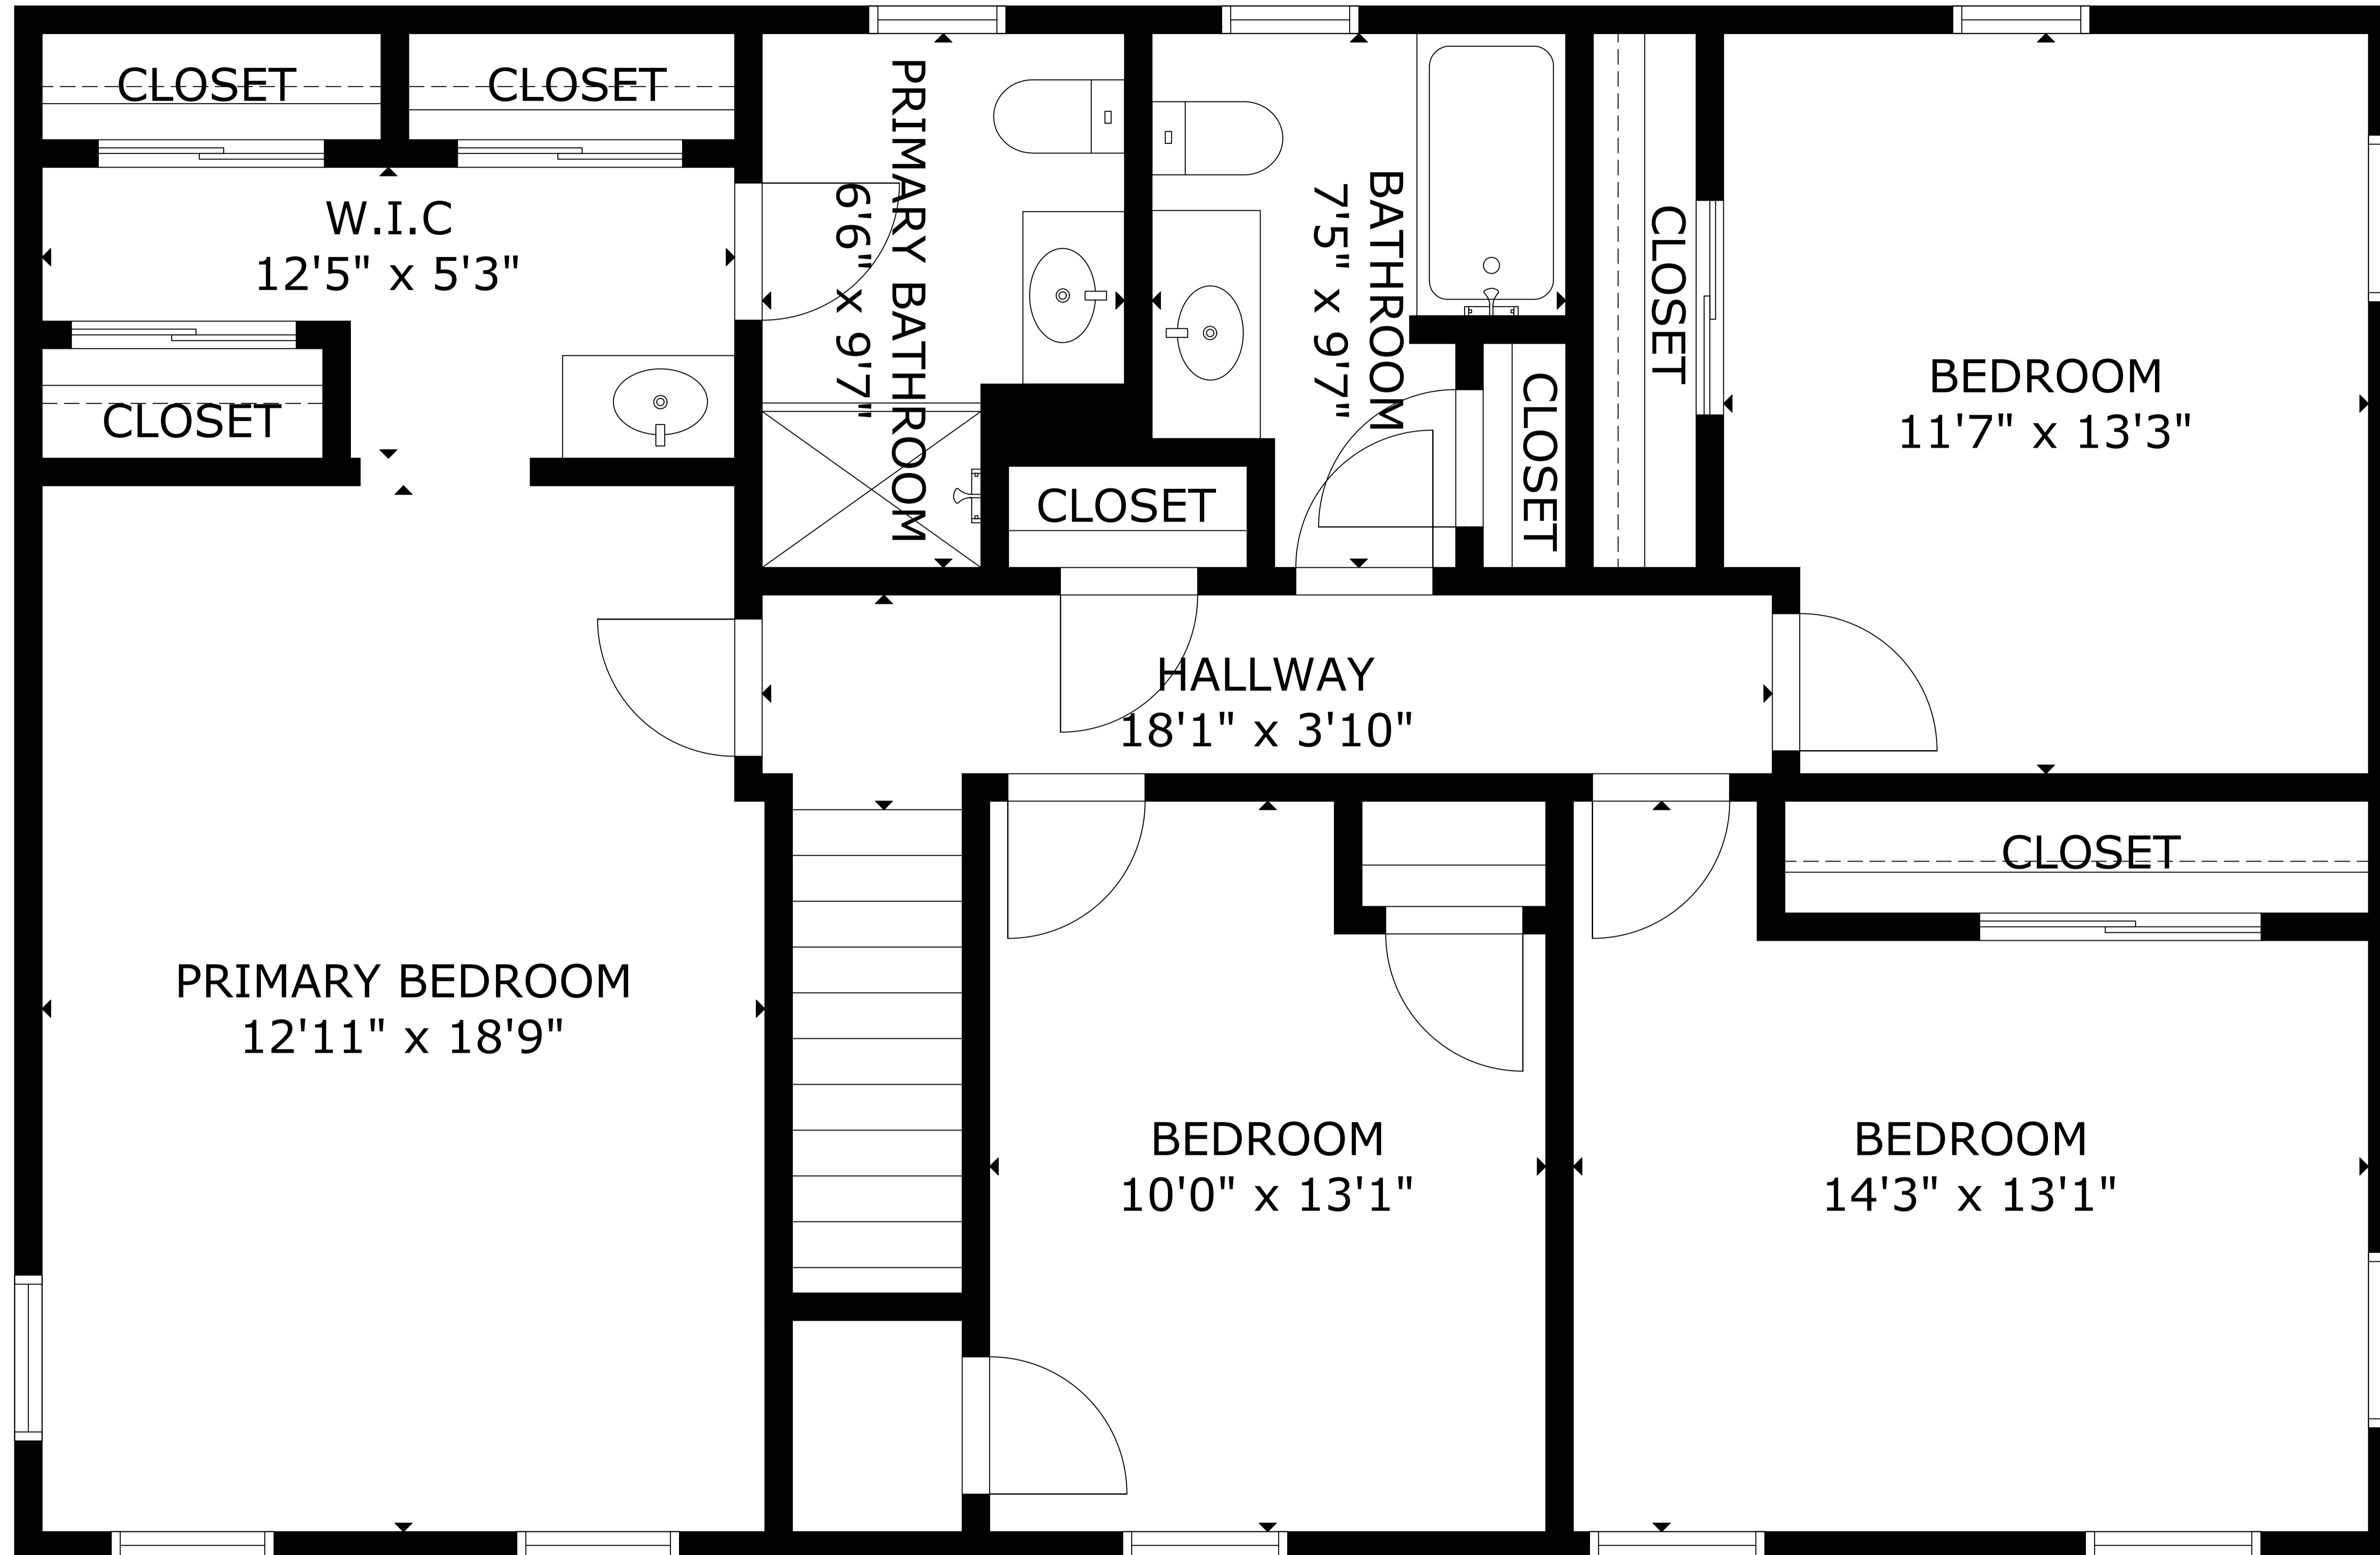 CLOSET
CLOSET
W.I.C
12'5" x 5'3"
CLOSET
PRIMARY BATHROOM
6'6" x 9'7"
BATHROOM
7'5" x 9'7"
CLOSET
CLOSET
CLOSET
BEDROOM
11'7" x 13'3"
HALLWAY
18'1" x 3'10"
CLOSET
PRIMARY BEDROOM
12'11" x 18'9"
BEDROOM
10'0" x 13'1"
BEDROOM
14'3" x 13'1"